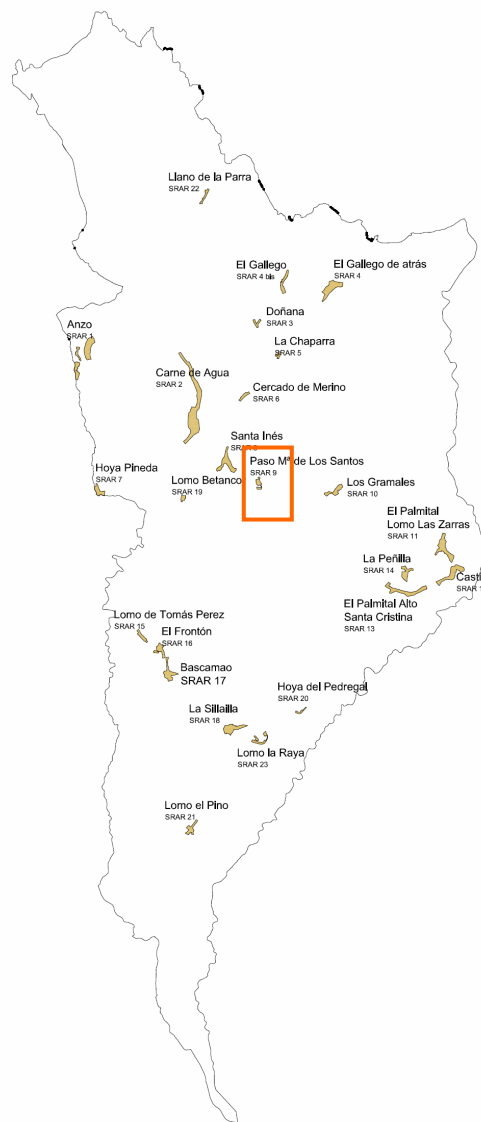 Llano de la Parra
SRAR 22
El Gallego
SRAR 4 bis
El Gallego de atrás
SRAR 4
Doñana
SRAR 3
Anzo
SRAR 1
La Chaparra
SRAR 5
Carne de Agua
SRAR 2
Cercado de Merino
SRAR 6
Santa Inés
Paso Mª de Los Santos
SRAR 9
Hoya Pineda
SRAR 7
Lomo Betanco
SRAR 19
Los Gramales
SRAR 10
El Palmital
Lomo Las Zarras
SRAR 11
La Peñilla
SRAR 14
El Palmital Alto
Santa Cristina
SRAR 13
Lomo de Tomás Perez
SRAR 15
El Frontón
SRAR 16
Bascamao
SRAR 17
Hoya del Pedregal
SRAR 20
La Sillailla
SRAR 18
Lomo la Raya
SRAR 23
Lomo el Pino
SRAR 21